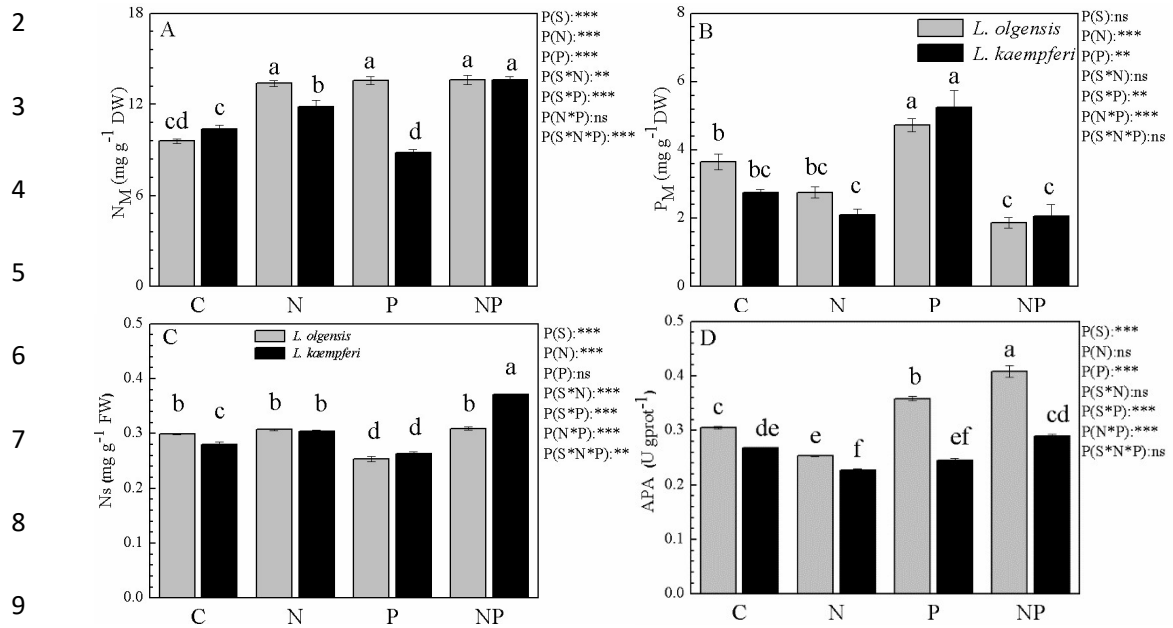 2
3
4
5
6
7
8
9
A
18
12
6
0
N_M (mg g⁻¹ DW)
cd c a b a d a a
C N P NP
P(S):***
P(N):***
P(P):***
P(S*N):**
P(S*P):***
P(N*P):ns
P(S*N*P):***
B
L. olgensis
L. kaempferi
8
6
4
2
0
P_M (mg g⁻¹ DW)
b bc bc c a a c c
C N P NP
P(S):ns
P(N):***
P(P):**
P(S*N):ns
P(S*P):**
P(N*P):***
P(S*N*P):ns
C
L. olgensis
L. kaempferi
0.5
0.4
0.3
0.2
0.1
0.0
Ns (mg g⁻¹ FW)
b c b b d d b a
C N P NP
P(S):***
P(N):***
P(P):ns
P(S*N):***
P(S*P):***
P(N*P):***
P(S*N*P):**
D
0.5
0.4
0.3
0.2
0.1
0.0
APA (U gprot⁻¹)
c de e f b ef a cd
C N P NP
P(S):***
P(N):ns
P(P):***
P(S*N):ns
P(S*P):***
P(N*P):***
P(S*N*P):ns